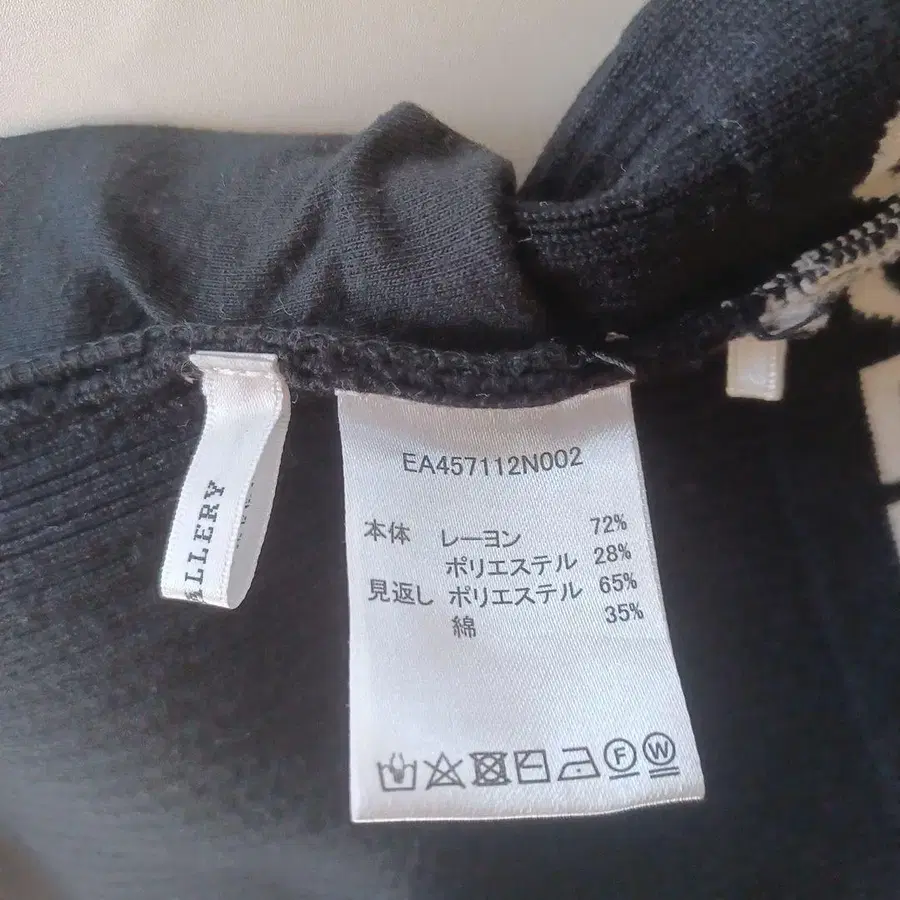 EA457112N002
本体 レーヨン 72%
ポリエステル 28%
見返し ポリエステル 65%
綿 35%
LLERY
F W